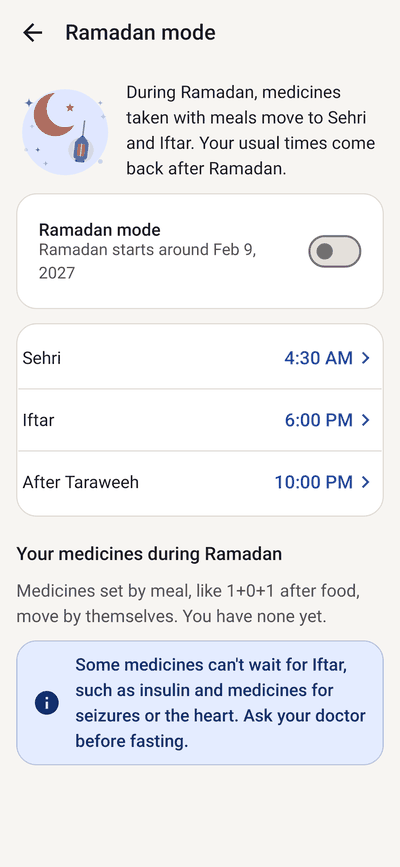 Ramadan mode
During Ramadan, medicines
taken with meals move to Sehri
and Iftar. Your usual times come
back after Ramadan.
Ramadan mode
Ramadan starts around Feb 9,
2027
Sehri 4:30 AM
Iftar 6:00 PM
After Taraweeh 10:00 PM
Your medicines during Ramadan
Medicines set by meal, like 1+0+1 after food,
move by themselves. You have none yet.
Some medicines can't wait for Iftar,
such as insulin and medicines for
seizures or the heart. Ask your doctor
before fasting.